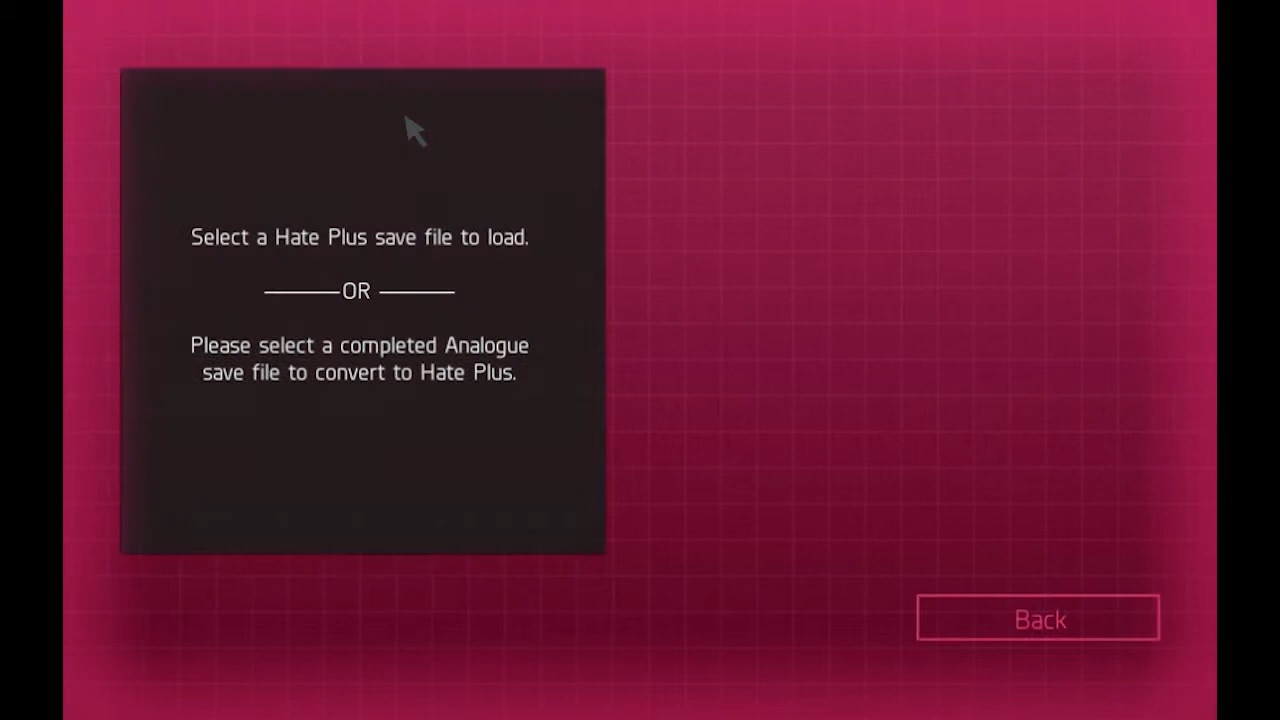 Select a Hate Plus save file to load.
OR
Please select a completed Analogue
save file to convert to Hate Plus.
Back